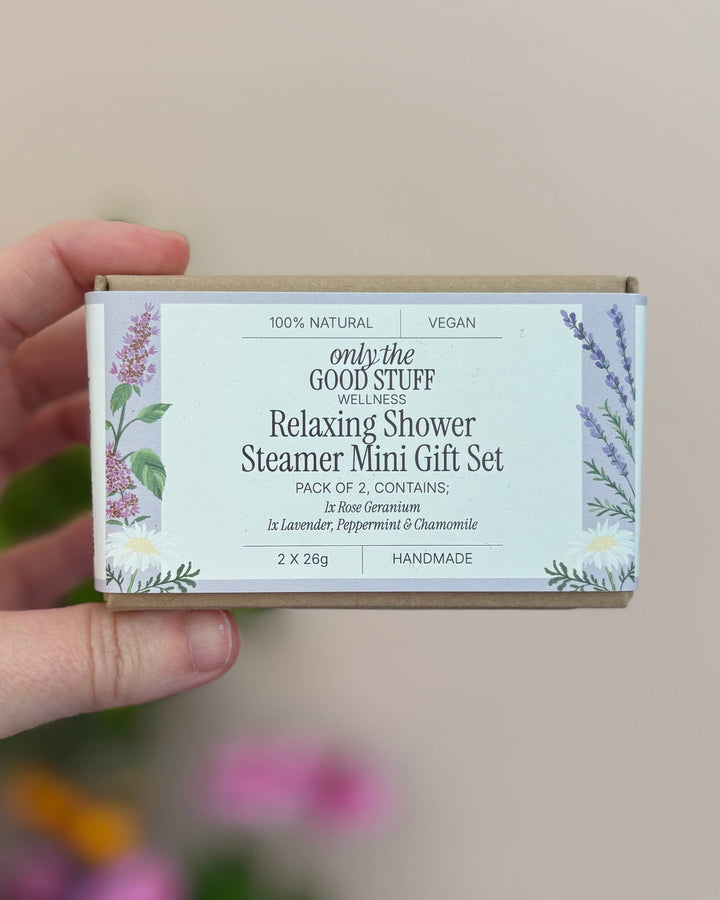 100% NATURAL VEGAN
only the
GOOD STUFF
WELLNESS
Relaxing Shower
Steamer Mini Gift Set
PACK OF 2, CONTAINS;
1x Rose Geranium
1x Lavender, Peppermint & Chamomile
2 X 26g HANDMADE